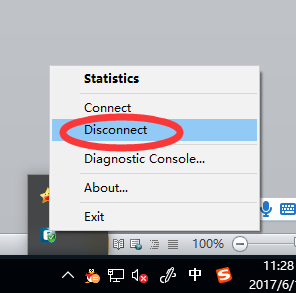 Statistics
Connect
Disconnect
Diagnostic Console...
About...
Exit
100%
中
11:28
2017/6/